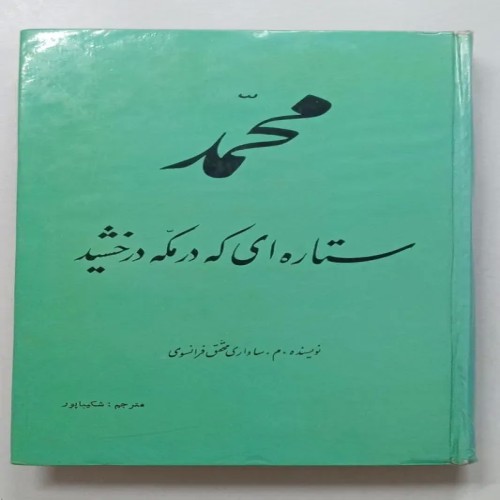 محمّد
ستاره ای که در مکّه درخشید
نویسنده . م . ساداری محقق فرانسوی
مترجم : شکیباپور